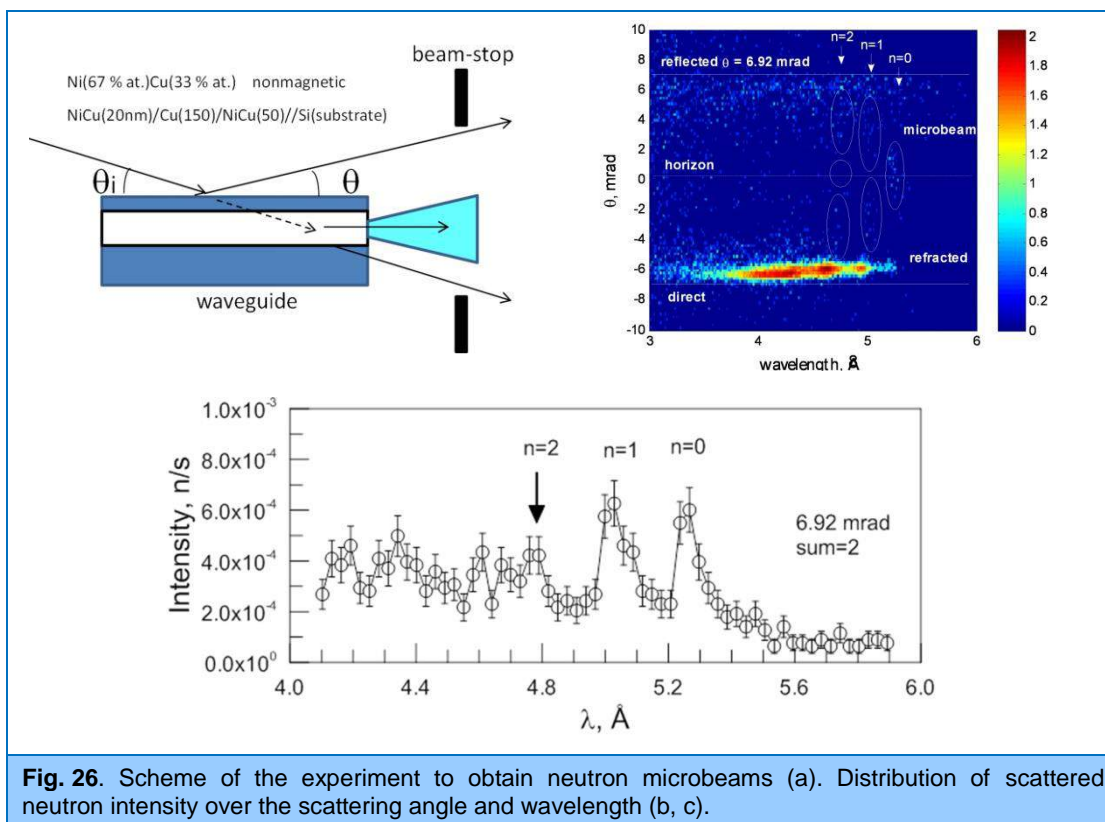 Ni(67 % at.)Cu(33 % at.) nonmagnetic
NiCu(20nm)/Cu(150)/NiCu(50)//Si(substrate)
beam-stop
θi
θ
waveguide
n=2
n=1
n=0
reflected θ = 6.92 mrad
microbeam
horizon
refracted
direct
10
8
6
4
2
0
-2
-4
-6
-8
-10
θ, mrad
3
4
5
6
wavelength, Å
2
1.8
1.6
1.4
1.2
1
0.8
0.6
0.4
0.2
0
1.0x10⁻³
8.0x10⁻⁴
6.0x10⁻⁴
4.0x10⁻⁴
2.0x10⁻⁴
0.0x10⁰
Intensity, n/s
n=2
n=1
n=0
6.92 mrad
sum=2
4.0
4.4
4.8
5.2
5.6
6.0
λ, Å
Fig. 26. Scheme of the experiment to obtain neutron microbeams (a). Distribution of scattered
neutron intensity over the scattering angle and wavelength (b, c).